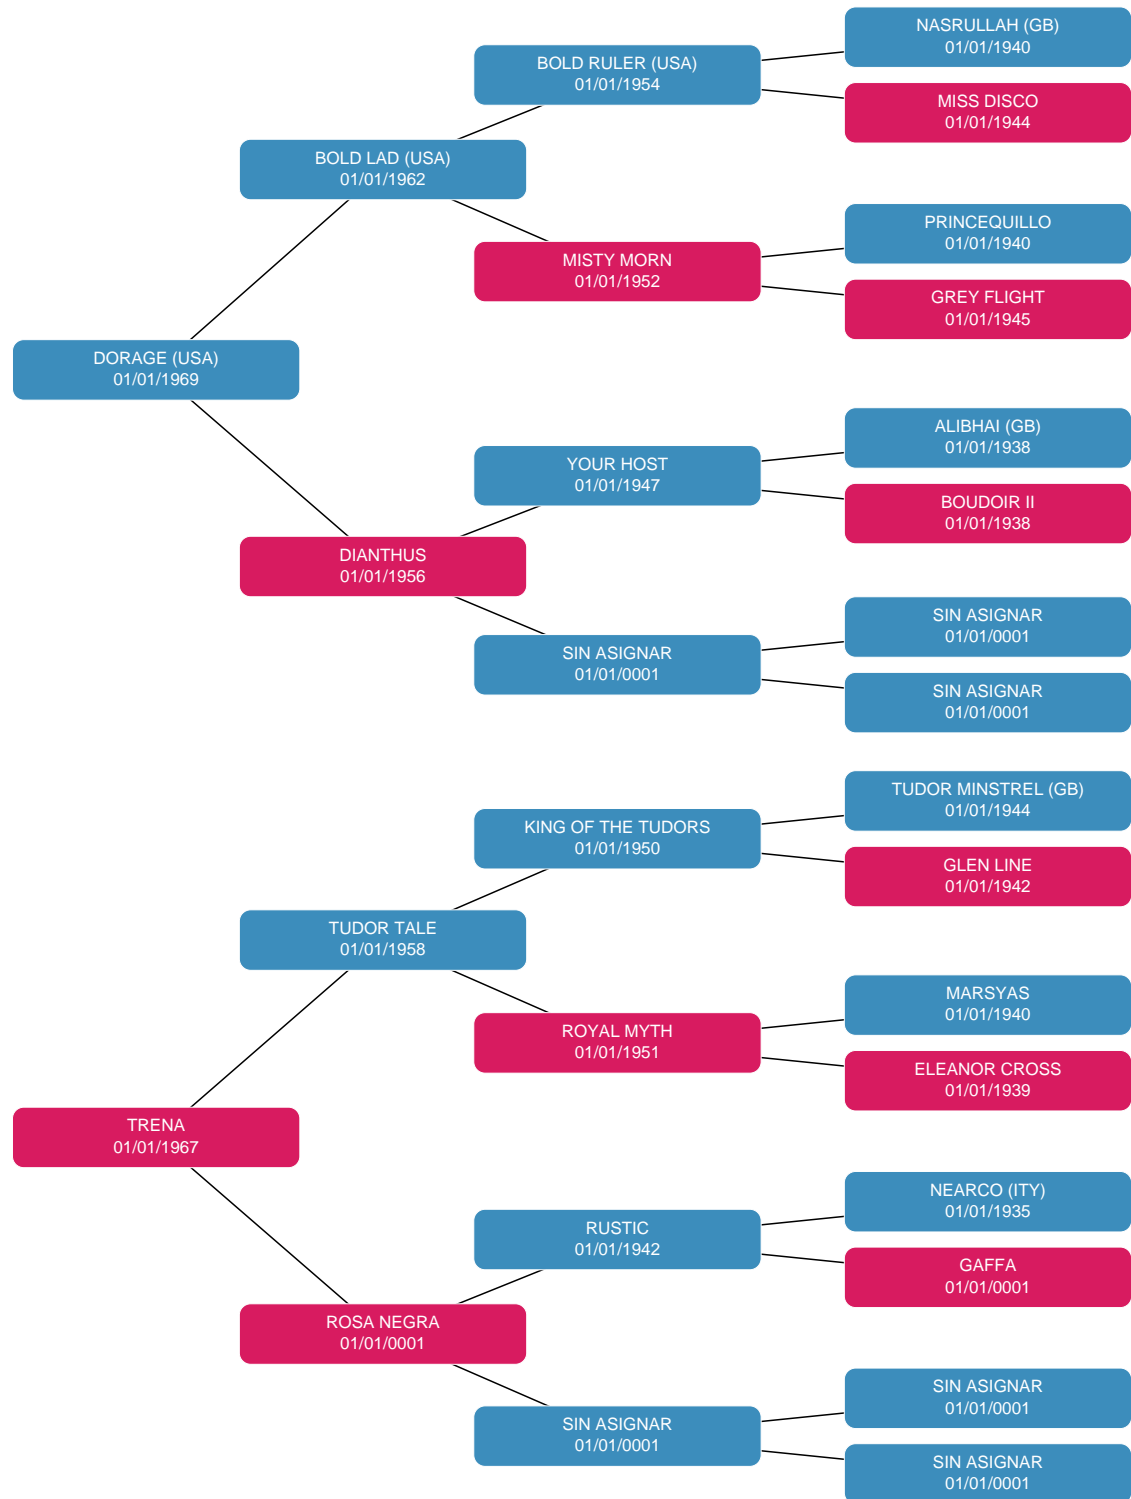 NASRULLAH (GB)
01/01/1940
BOLD RULER (USA)
01/01/1954
MISS DISCO
01/01/1944
BOLD LAD (USA)
01/01/1962
PRINCEQUILLO
01/01/1940
MISTY MORN
01/01/1952
GREY FLIGHT
01/01/1945
DORAGE (USA)
01/01/1969
ALIBHAI (GB)
01/01/1938
YOUR HOST
01/01/1947
BOUDOIR II
01/01/1938
DIANTHUS
01/01/1956
SIN ASIGNAR
01/01/0001
SIN ASIGNAR
01/01/0001
SIN ASIGNAR
01/01/0001
TUDOR MINSTREL (GB)
01/01/1944
KING OF THE TUDORS
01/01/1950
GLEN LINE
01/01/1942
TUDOR TALE
01/01/1958
MARSYAS
01/01/1940
ROYAL MYTH
01/01/1951
ELEANOR CROSS
01/01/1939
TRENA
01/01/1967
NEARCO (ITY)
01/01/1935
RUSTIC
01/01/1942
GAFFA
01/01/0001
ROSA NEGRA
01/01/0001
SIN ASIGNAR
01/01/0001
SIN ASIGNAR
01/01/0001
SIN ASIGNAR
01/01/0001